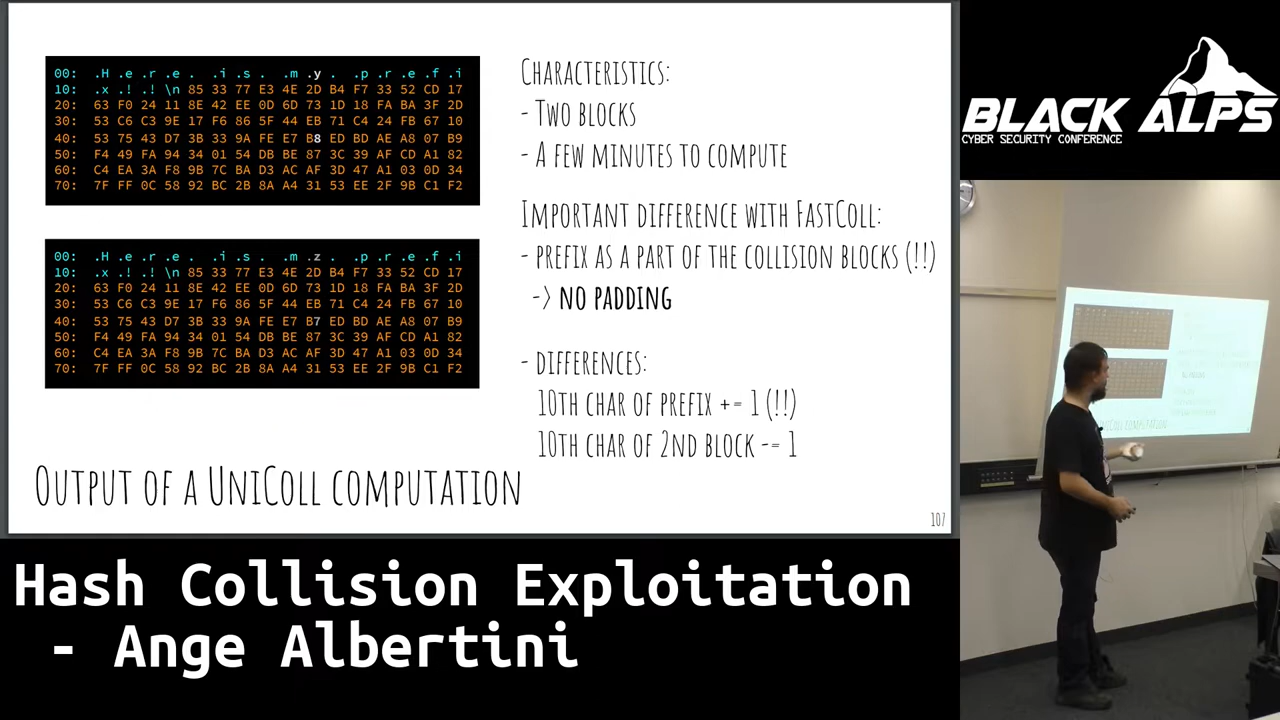 00: .H .e .r .e . .i .s . .m .y . .p .r .e .f .i
10: .x .! .! \n 85 33 77 E3 4E 2D B4 F7 33 52 CD 17
20: 63 F0 24 11 8E 42 EE 0D 6D 73 1D 18 FA BA 3F 2D
30: 53 C6 C3 9E 17 F6 86 5F 44 EB 71 C4 24 FB 67 10
40: 53 75 43 D7 3B 33 9A FE E7 B8 ED BD AE A8 07 B9
50: F4 49 FA 94 34 01 54 DB BE 87 3C 39 AF CD A1 82
60: C4 EA 3A F8 9B 7C BA D3 AC AF 3D 47 A1 03 0D 34
70: 7F FF 0C 58 92 BC 2B 8A A4 31 53 EE 2F 9B C1 F2
00: .H .e .r .e . .i .s . .m .z . .p .r .e .f .i
10: .x .! .! \n 85 33 77 E3 4E 2D B4 F7 33 52 CD 17
20: 63 F0 24 11 8E 42 EE 0D 6D 73 1D 18 FA BA 3F 2D
30: 53 C6 C3 9E 17 F6 86 5F 44 EB 71 C4 24 FB 67 10
40: 53 75 43 D7 3B 33 9A FE E7 B7 ED BD AE A8 07 B9
50: F4 49 FA 94 34 01 54 DB BE 87 3C 39 AF CD A1 82
60: C4 EA 3A F8 9B 7C BA D3 AC AF 3D 47 A1 03 0D 34
70: 7F FF 0C 58 92 BC 2B 8A A4 31 53 EE 2F 9B C1 F2
Characteristics:
- Two blocks
- A few minutes to compute
Important difference with FastColl:
- prefix as a part of the collision blocks (!!)
-> no padding
- differences:
10th char of prefix += 1 (!!)
10th char of 2nd block -= 1
Output of a UniColl computation
107
Hash Collision Exploitation
- Ange Albertini
BLACK ALPS
CYBER SECURITY CONFERENCE